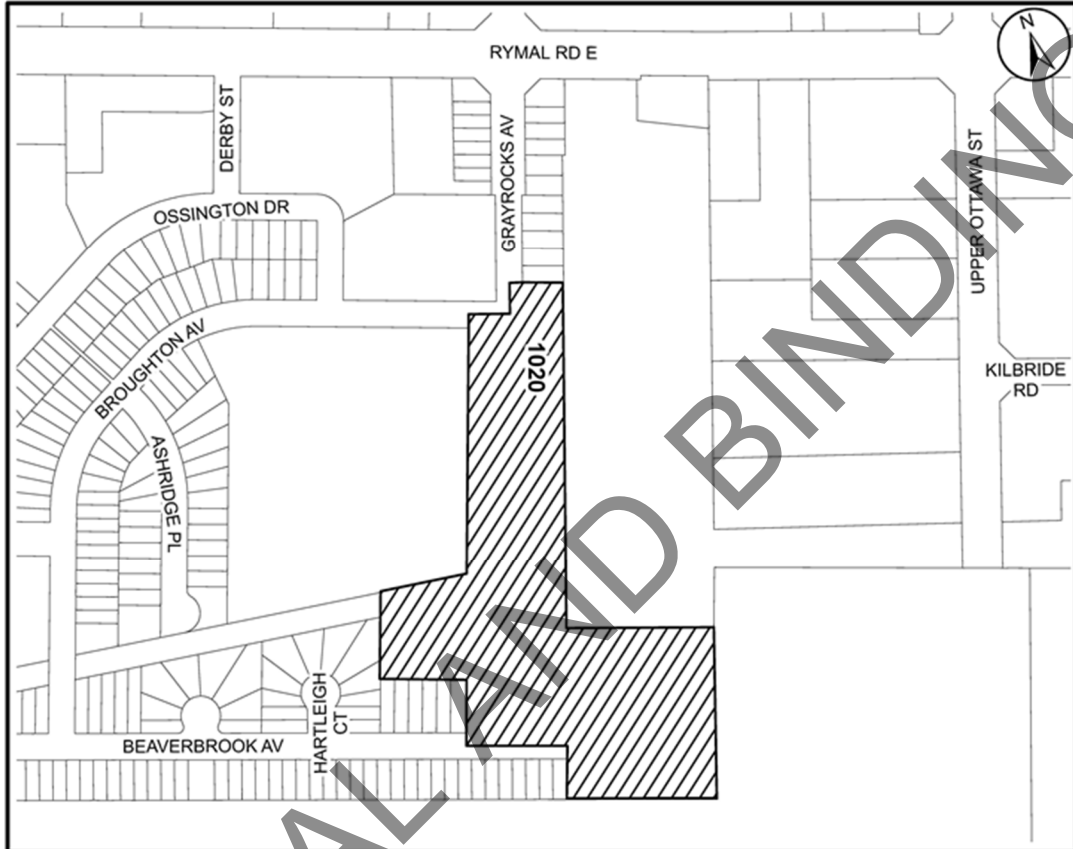 N
RYMAL RD E
DERBY ST
GRAYROCKS AV
UPPER OTTAWA ST
OSSINGTON DR
BROUGHTON AV
1020
KILBRIDE
RD
ASHRIDGE PL
HARTLEIGH
CT
BEAVERBROOK AV
AL AND BINDING